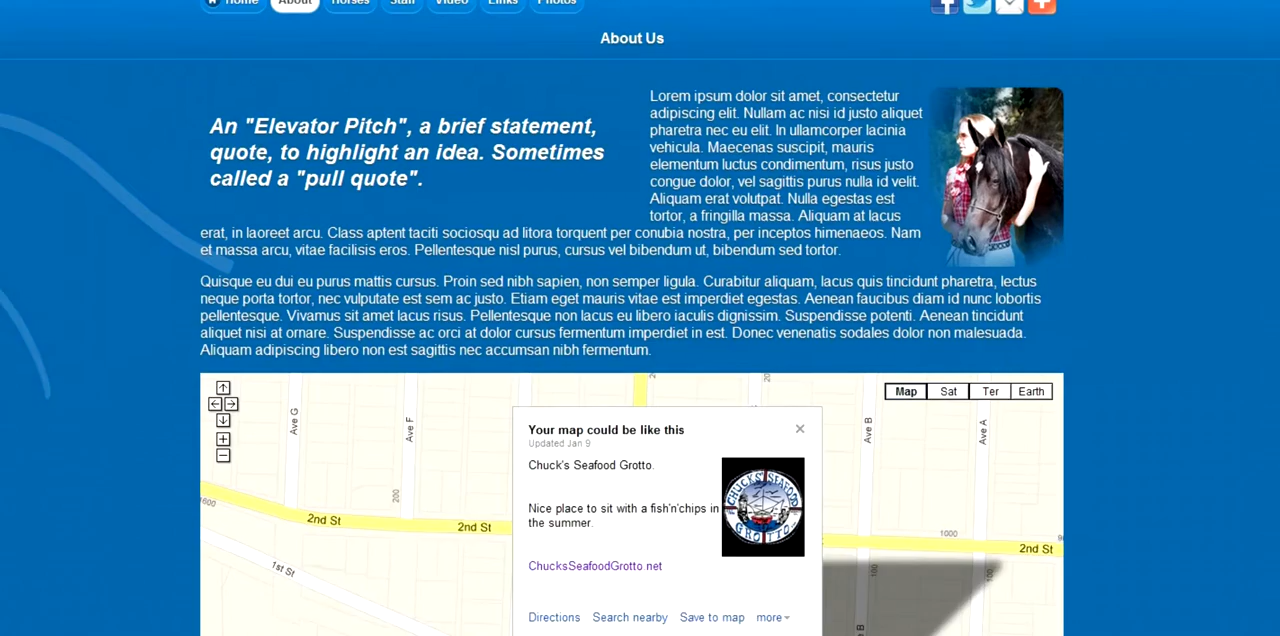 Home About Horses Staff Video Links Photos
About Us
An "Elevator Pitch", a brief statement,
quote, to highlight an idea. Sometimes
called a "pull quote".
Lorem ipsum dolor sit amet, consectetur
adipiscing elit. Nullam ac nisi id justo aliquet
pharetra nec eu elit. In ullamcorper lacinia
vehicula. Maecenas suscipit, mauris
elementum luctus condimentum, risus justo
congue dolor, vel sagittis purus nulla id velit.
Aliquam erat volutpat. Nulla egestas est
tortor, a fringilla massa. Aliquam at lacus
erat, in laoreet arcu. Class aptent taciti sociosqu ad litora torquent per conubia nostra, per inceptos himenaeos. Nam
et massa arcu, vitae facilisis eros. Pellentesque nisl purus, cursus vel bibendum ut, bibendum sed tortor.
Quisque eu dui eu purus mattis cursus. Proin sed nibh sapien, non semper ligula. Curabitur aliquam, lacus quis tincidunt pharetra, lectus
neque porta tortor, nec vulputate est sem ac justo. Etiam eget mauris vitae est imperdiet egestas. Aenean faucibus diam id nunc lobortis
pellentesque. Vivamus sit amet lacus risus. Pellentesque non lacus eu libero iaculis dignissim. Suspendisse potenti. Aenean tincidunt
aliquet nisi at ornare. Suspendisse ac orci at dolor cursus fermentum imperdiet in est. Donec venenatis sodales dolor non malesuada.
Aliquam adipiscing libero non est sagittis nec accumsan nibh fermentum.
Map Sat Ter Earth
Ave G
Ave F
Ave B
Ave A
Your map could be like this
Updated Jan 9
Chuck's Seafood Grotto.
Nice place to sit with a fish'n'chips in
the summer.
CHUCKS SEAFOOD
GROTTO
ChucksSeafoodGrotto.net
Directions Search nearby Save to map more
200
1600
2nd St
2nd St
1000
2nd St
1st St
100
100